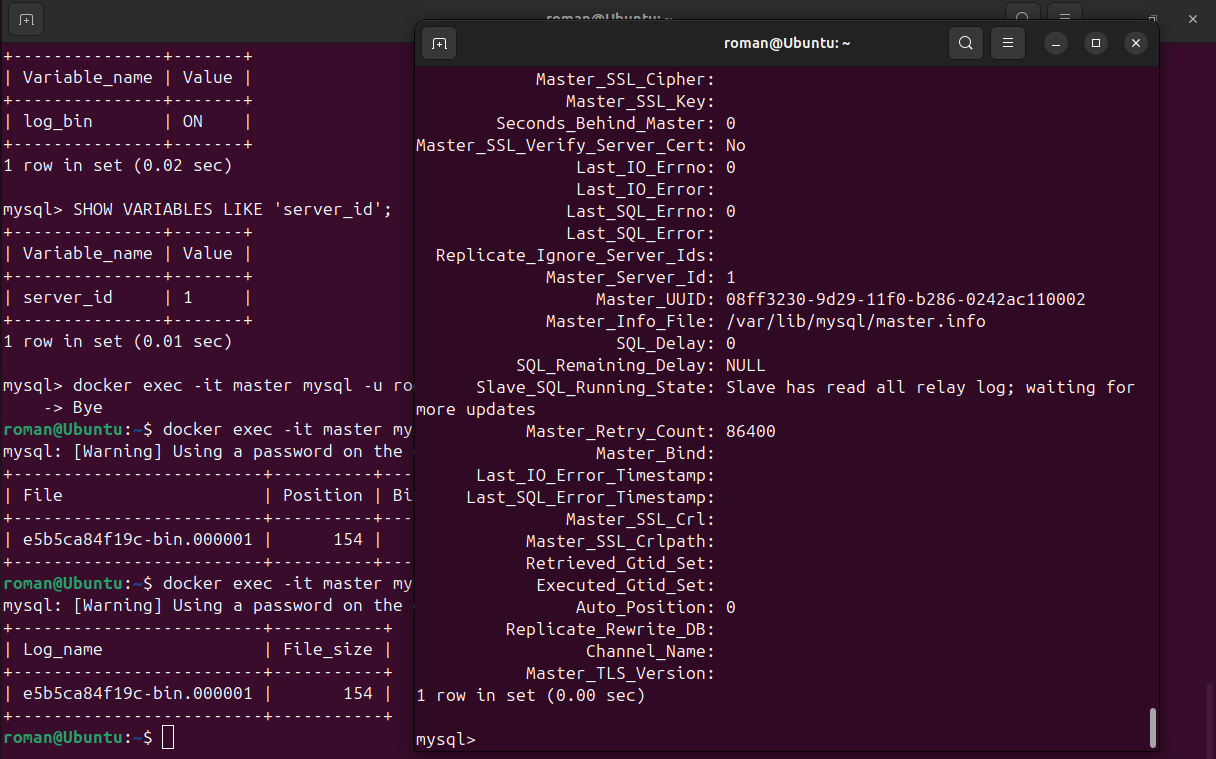 roman@Ubuntu: ~
+---------------+-------+
| Variable_name | Value |
+---------------+-------+
| log_bin       | ON    |
+---------------+-------+
1 row in set (0.02 sec)
mysql> SHOW VARIABLES LIKE 'server_id';
+---------------+-------+
| Variable_name | Value |
+---------------+-------+
| server_id     | 1     |
+---------------+-------+
1 row in set (0.01 sec)
mysql> docker exec -it master mysql -u ro
    -> Bye
roman@Ubuntu:~$ docker exec -it master my
mysql: [Warning] Using a password on the
+-------------------------+----------+---
| File                    | Position | Bi
+-------------------------+----------+---
| e5b5ca84f19c-bin.000001 |      154 |
+-------------------------+----------+---
roman@Ubuntu:~$ docker exec -it master my
mysql: [Warning] Using a password on the
+-------------------------+-----------+
| Log_name                | File_size |
+-------------------------+-----------+
| e5b5ca84f19c-bin.000001 |       154 |
+-------------------------+-----------+
roman@Ubuntu:~$
roman@Ubuntu: ~
Master_SSL_Cipher:
Master_SSL_Key:
Seconds_Behind_Master: 0
Master_SSL_Verify_Server_Cert: No
Last_IO_Errno: 0
Last_IO_Error:
Last_SQL_Errno: 0
Last_SQL_Error:
Replicate_Ignore_Server_Ids:
Master_Server_Id: 1
Master_UUID: 08ff3230-9d29-11f0-b286-0242ac110002
Master_Info_File: /var/lib/mysql/master.info
SQL_Delay: 0
SQL_Remaining_Delay: NULL
Slave_SQL_Running_State: Slave has read all relay log; waiting for
more updates
Master_Retry_Count: 86400
Master_Bind:
Last_IO_Error_Timestamp:
Last_SQL_Error_Timestamp:
Master_SSL_Crl:
Master_SSL_Crlpath:
Retrieved_Gtid_Set:
Executed_Gtid_Set:
Auto_Position: 0
Replicate_Rewrite_DB:
Channel_Name:
Master_TLS_Version:
1 row in set (0.00 sec)
mysql>